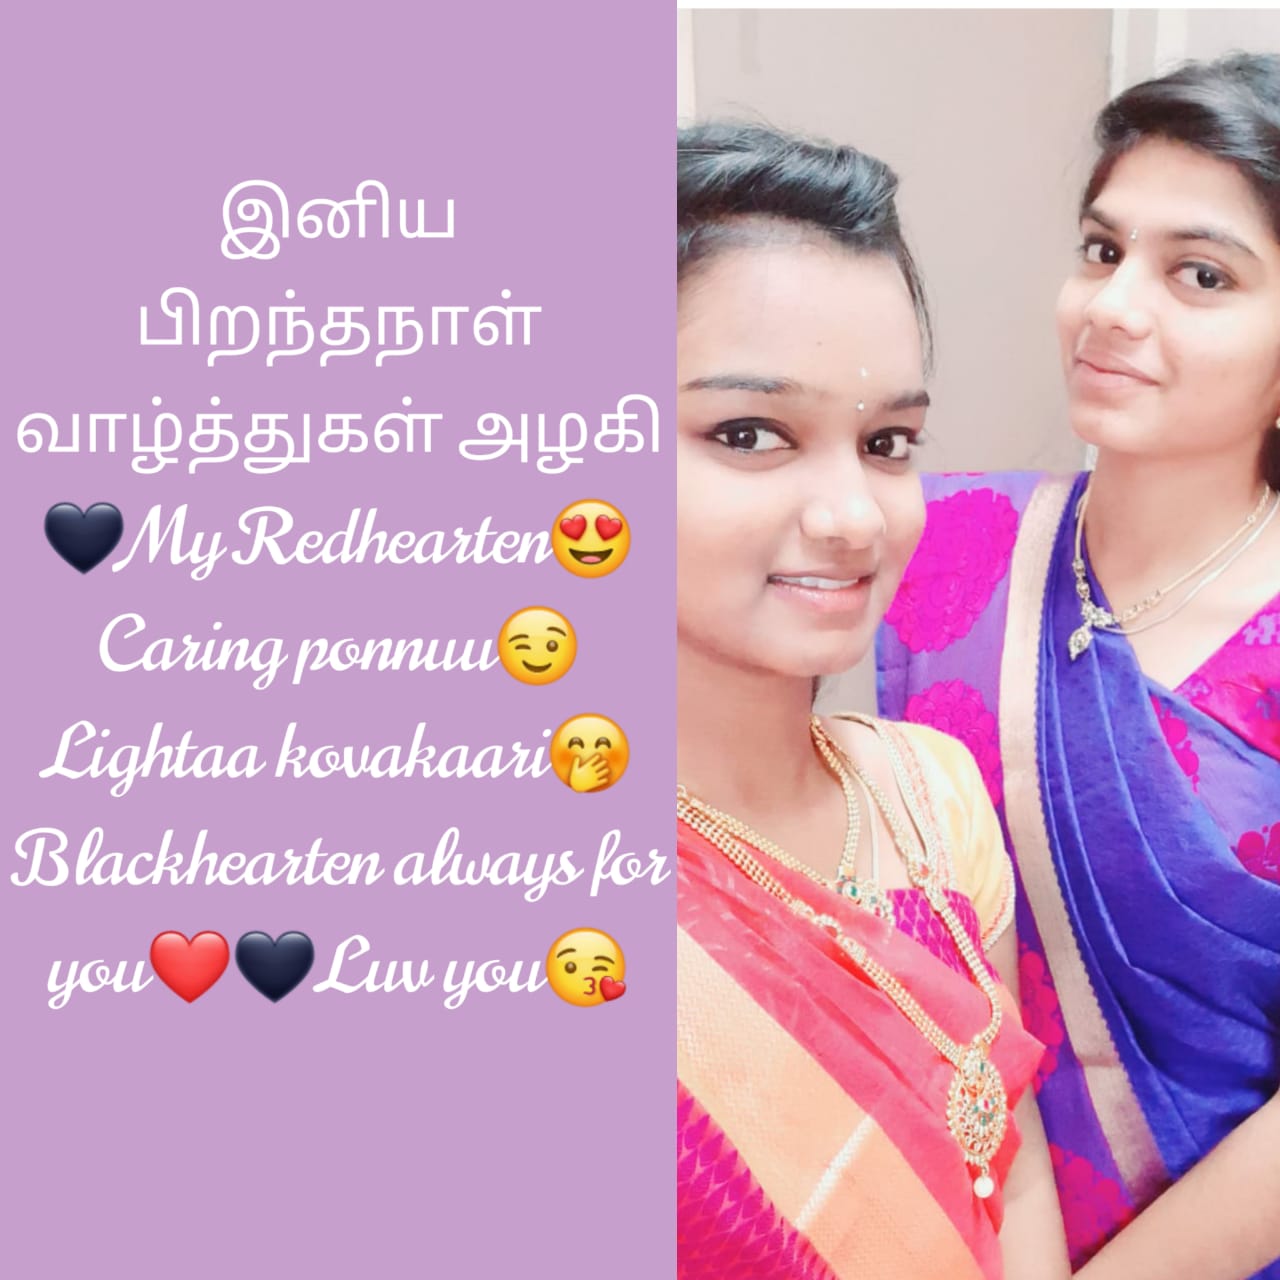 இனிய
பிறந்தநாள்
வாழ்த்துகள் அழகி
🖤My Redhearten😍
Caring ponnuu😉
Lightaa kovakaari🤭
Blackhearten always for
you❤️🖤Luv you😘